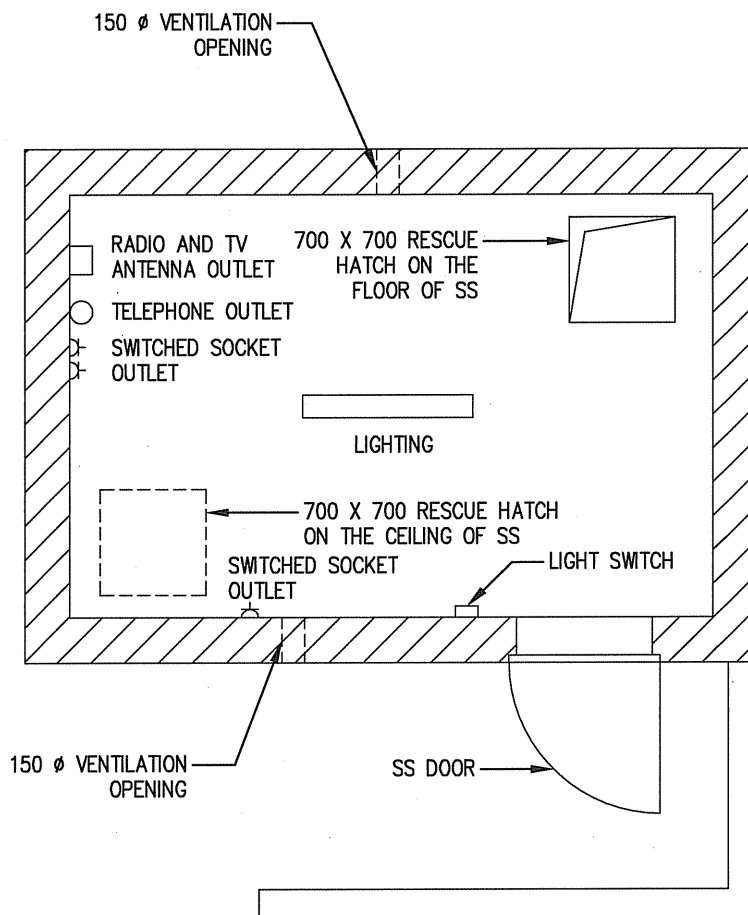 150 ø VENTILATION
OPENING
RADIO AND TV
ANTENNA OUTLET
700 X 700 RESCUE
HATCH ON THE
FLOOR OF SS
TELEPHONE OUTLET
SWITCHED SOCKET
OUTLET
LIGHTING
700 X 700 RESCUE HATCH
ON THE CEILING OF SS
SWITCHED SOCKET
OUTLET
LIGHT SWITCH
150 ø VENTILATION
OPENING
SS DOOR